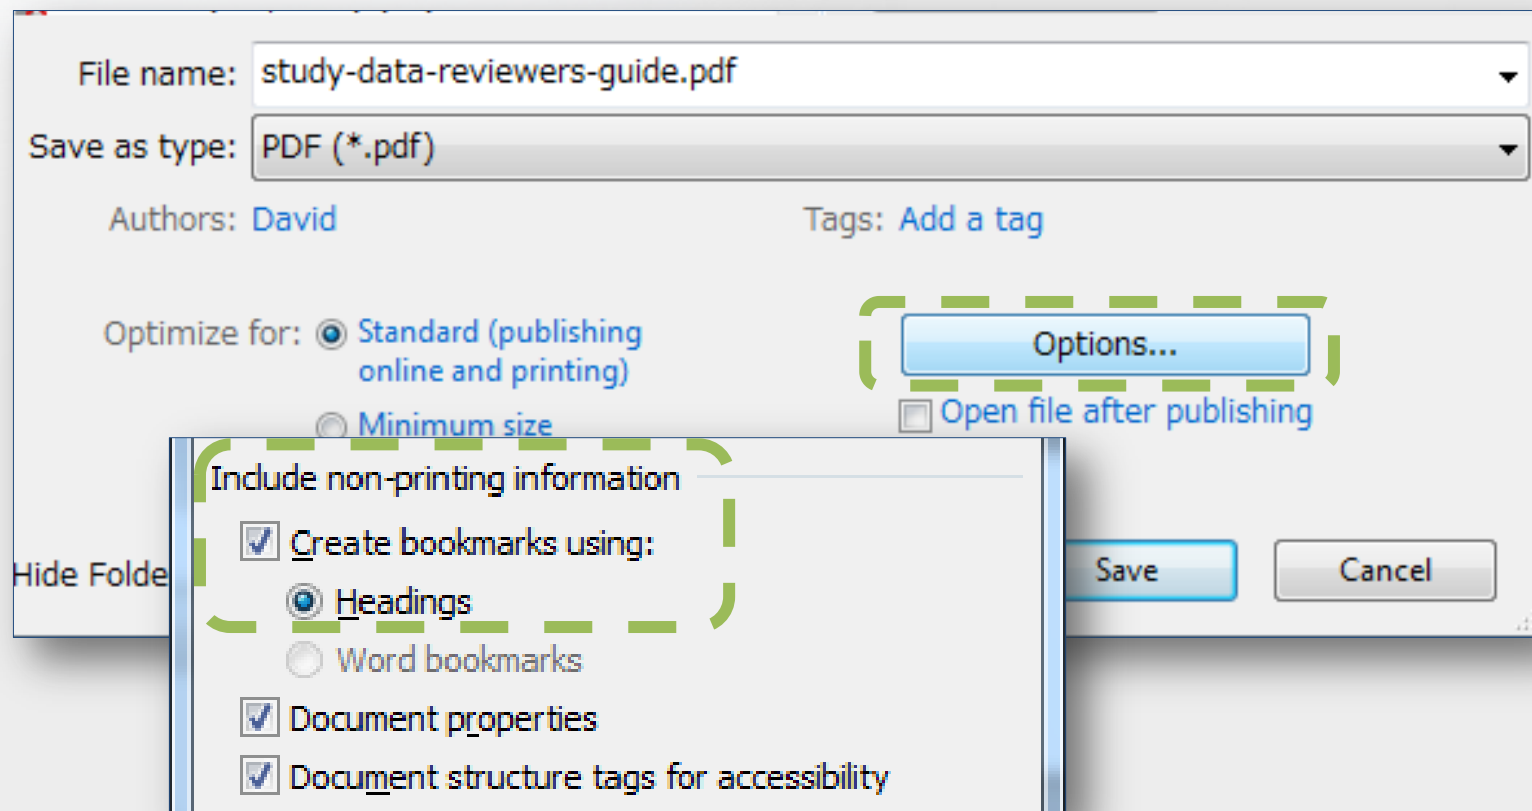 File name: study-data-reviewers-guide.pdf
Save as type: PDF (*.pdf)
Authors: David Tags: Add a tag
Optimize for: Standard (publishing
online and printing)
Options...
Minimum size
Open file after publishing
Hide Folde
Save Cancel
Include non-printing information
Create bookmarks using:
Headings
Word bookmarks
Document properties
Document structure tags for accessibility